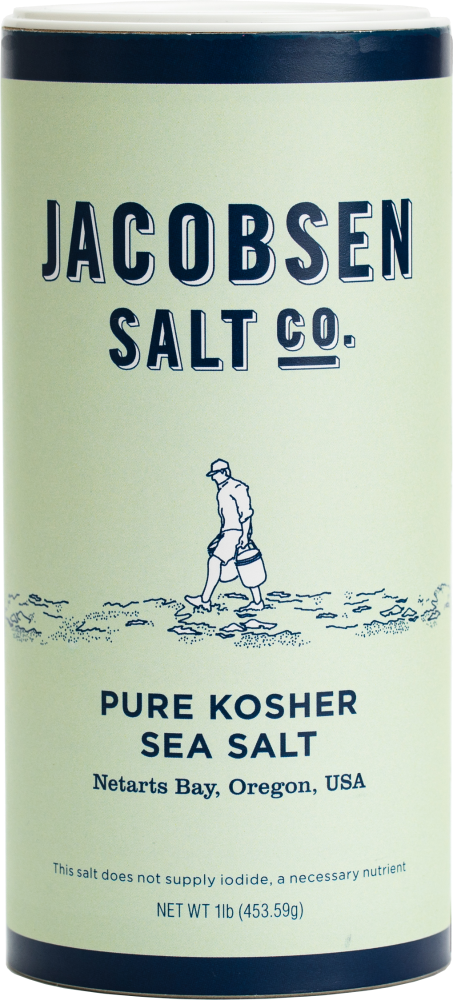 JACOBSEN
SALT CO.
PURE KOSHER
SEA SALT
Netarts Bay, Oregon, USA
This salt does not supply iodide, a necessary nutrient
NET WT 1lb (453.59g)